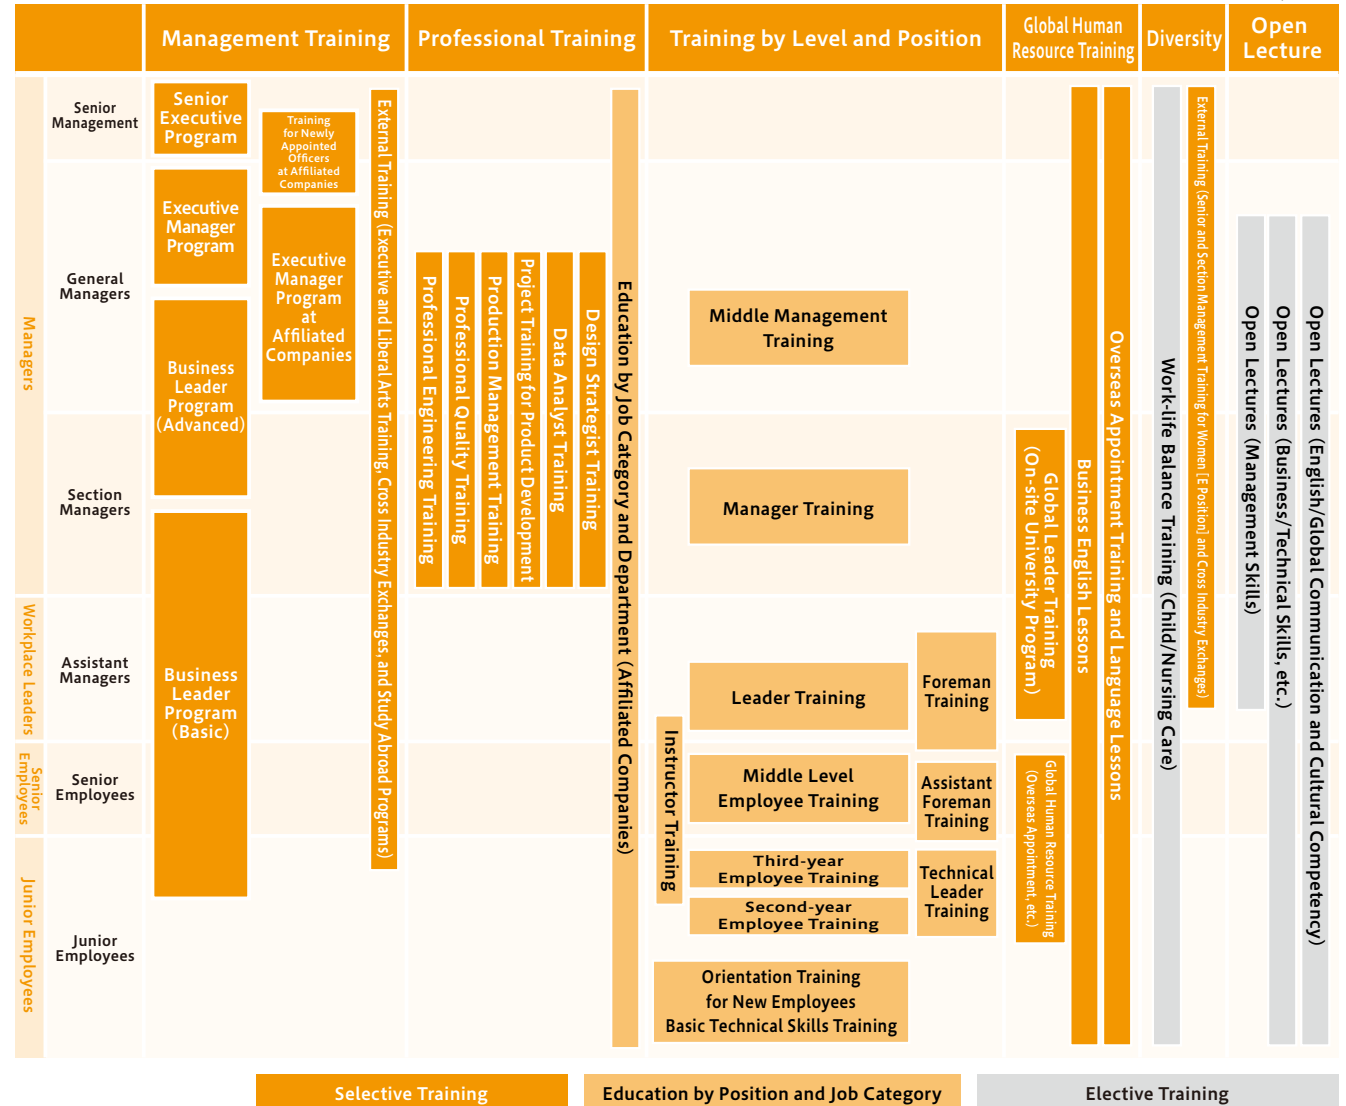 Management Training
Professional Training
Training by Level and Position
Global Human
Resource Training
Diversity
Open
Lecture
Managers
Workplace Leaders
Senior
Employees
Junior Employees
Senior
Management
General
Managers
Section
Managers
Assistant
Managers
Senior
Employees
Junior
Employees
Senior
Executive
Program
Executive
Manager
Program
Business
Leader
Program
(Advanced)
Business
Leader
Program
(Basic)
Training
for Newly
Appointed
Officers
at Affiliated
Companies
Executive
Manager
Program
at
Affiliated
Companies
External Training (Executive and Liberal Arts Training, Cross Industry Exchanges, and Study Abroad Programs)
Professional Engineering Training
Professional Quality Training
Production Management Training
Project Training for Product Development
Data Analyst Training
Design Strategist Training
Education by Job Category and Department (Affiliated Companies)
Middle Management
Training
Manager Training
Leader Training
Instructor Training
Middle Level
Employee Training
Third-year
Employee Training
Second-year
Employee Training
Orientation Training
for New Employees
Basic Technical Skills Training
Foreman
Training
Assistant
Foreman
Training
Technical
Leader
Training
Global Leader Training
(On-site University Program)
Global Human Resource Training
(Overseas Appointment, etc.)
Business English Lessons
Overseas Appointment Training and Language Lessons
Work-life Balance Training (Child/Nursing Care)
External Training (Senior and Section Management Training for Women [E Position] and Cross Industry Exchanges)
Open Lectures (Management Skills)
Open Lectures (Business/Technical Skills, etc.)
Open Lectures (English/Global Communication and Cultural Competency)
Selective Training
Education by Position and Job Category
Elective Training